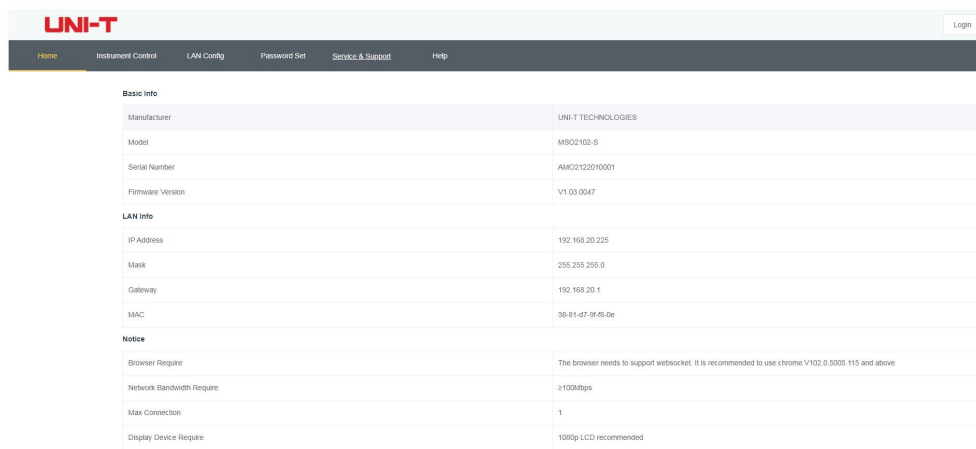 UNI-T
Login
Home Instrument Control LAN Config Password Set Service & Support Help
Basic Info
Manufacturer UNI-T TECHNOLOGIES
Model MSO2102-S
Serial Number AMO2122010001
Firmware Version V1.03.0047
LAN Info
IP Address 192.168.20.225
Mask 255.255.255.0
Gateway 192.168.20.1
MAC 38-81-d7-9f-f8-0e
Notice
Browser Require The browser needs to support websocket. It is recommended to use chrome V102.0.5005.115 and above
Network Bandwidth Require ≥100Mbps
Max Connection 1
Display Device Require 1080p LCD recommended